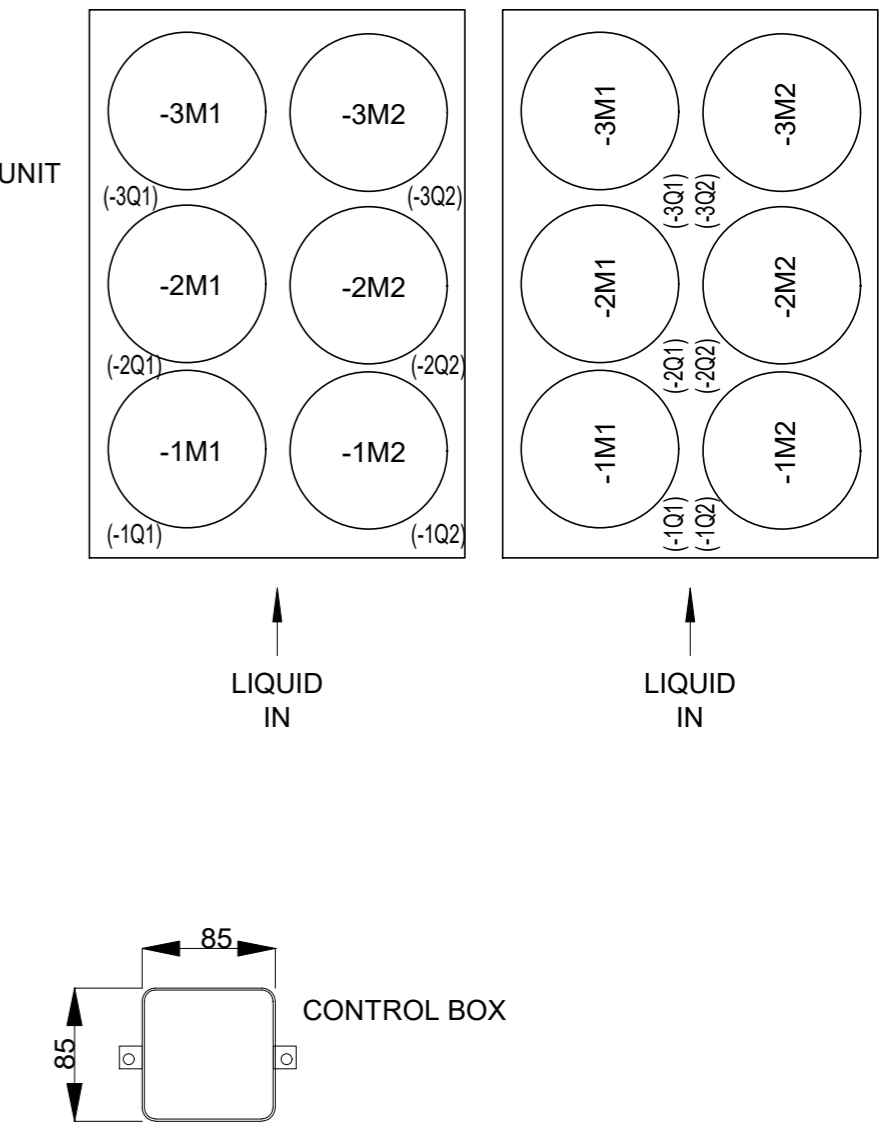 -3M1
-3M2
UNIT
(-3Q1)
(-3Q2)
-2M1
-2M2
(-2Q1)
(-2Q2)
-1M1
-1M2
(-1Q1)
(-1Q2)
LIQUID
IN
-3M1
-3M2
(-3Q1)
(-3Q2)
-2M1
-2M2
(-2Q1)
(-2Q2)
-1M1
-1M2
(-1Q1)
(-1Q2)
LIQUID
IN
85
85
CONTROL BOX